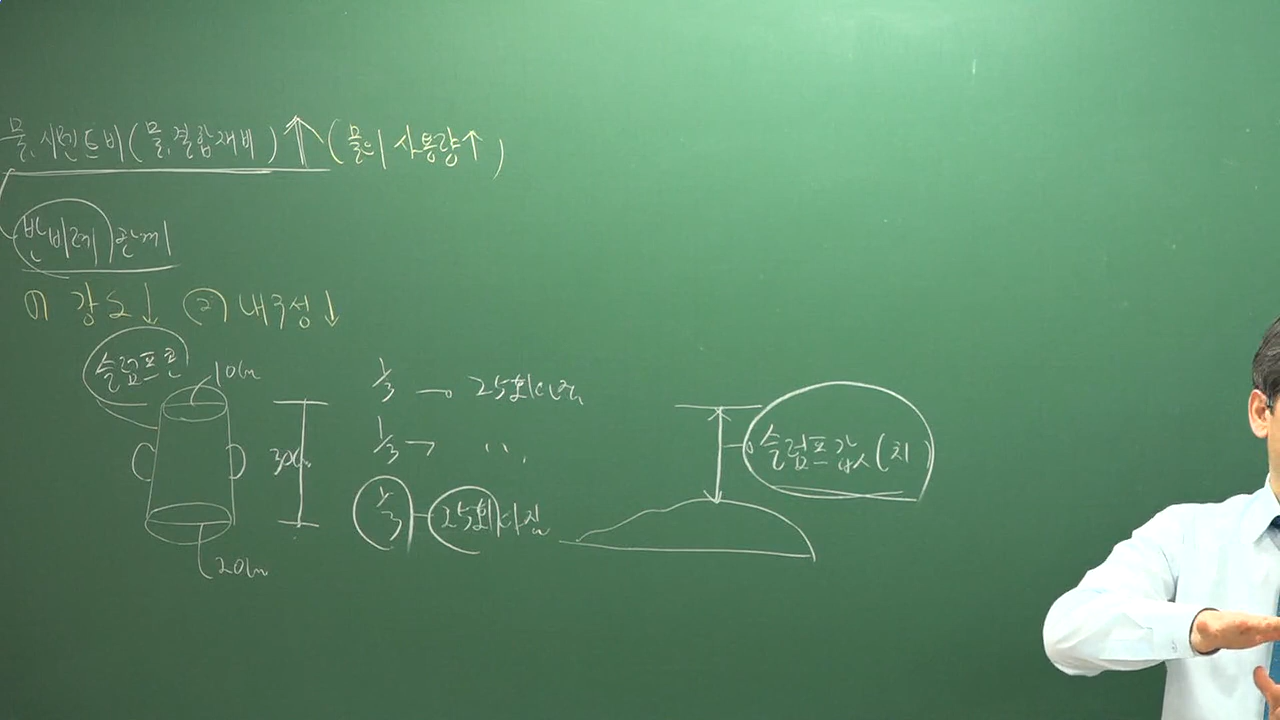 물.시멘트비(물.결합재비)↑(물의 사용량↑)
반비례관계
(1) 강도↓ (2) 내구성↓
슬럼프콘
10cm
30cm
20cm
1/3 → 25회다짐
1/3 → 〃
1/3 - 25회다짐
슬럼프값(치)